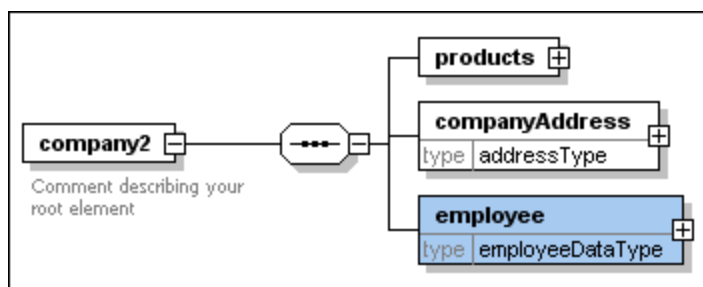 products
company2
Comment describing your
root element
companyAddress
type addressType
employee
type employeeDataType